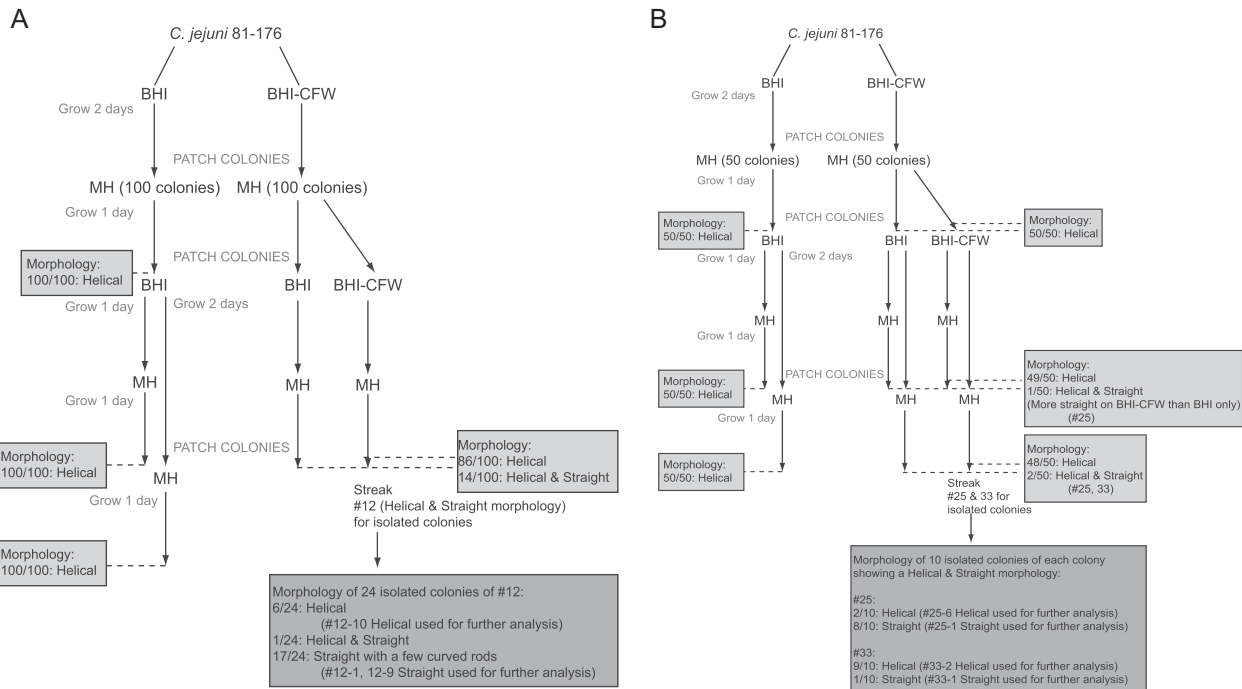 A
C. jejuni 81-176
BHI
BHI-CFW
Grow 2 days
PATCH COLONIES
MH (100 colonies)
MH (100 colonies)
Grow 1 day
PATCH COLONIES
Morphology:
100/100: Helical
BHI
BHI
BHI-CFW
Grow 1 day
Grow 2 days
MH
MH
MH
Grow 1 day
PATCH COLONIES
Morphology:
100/100: Helical
MH
Grow 1 day
Morphology:
86/100: Helical
14/100: Helical & Straight
Streak
#12 (Helical & Straight morphology)
for isolated colonies
Morphology:
100/100: Helical
Morphology of 24 isolated colonies of #12:
6/24: Helical
(#12-10 Helical used for further analysis)
1/24: Helical & Straight
17/24: Straight with a few curved rods
(#12-1, 12-9 Straight used for further analysis)
B
C. jejuni 81-176
BHI
BHI-CFW
Grow 2 days
PATCH COLONIES
MH (50 colonies)
MH (50 colonies)
Grow 1 day
PATCH COLONIES
Morphology:
50/50: Helical
Morphology:
50/50: Helical
BHI
BHI
BHI-CFW
Grow 1 day
Grow 2 days
MH
MH
MH
Grow 1 day
PATCH COLONIES
Morphology:
50/50: Helical
Morphology:
49/50: Helical
1/50: Helical & Straight
(More straight on BHI-CFW than BHI only)
(#25)
MH
MH
MH
Grow 1 day
Morphology:
50/50: Helical
Morphology:
48/50: Helical
2/50: Helical & Straight
(#25, 33)
Streak
#25 & 33 for
isolated colonies
Morphology of 10 isolated colonies of each colony
showing a Helical & Straight morphology:
#25:
2/10: Helical (#25-6 Helical used for further analysis)
8/10: Straight (#25-1 Straight used for further analysis)
#33:
9/10: Helical (#33-2 Helical used for further analysis)
1/10: Straight (#33-1 Straight used for further analysis)